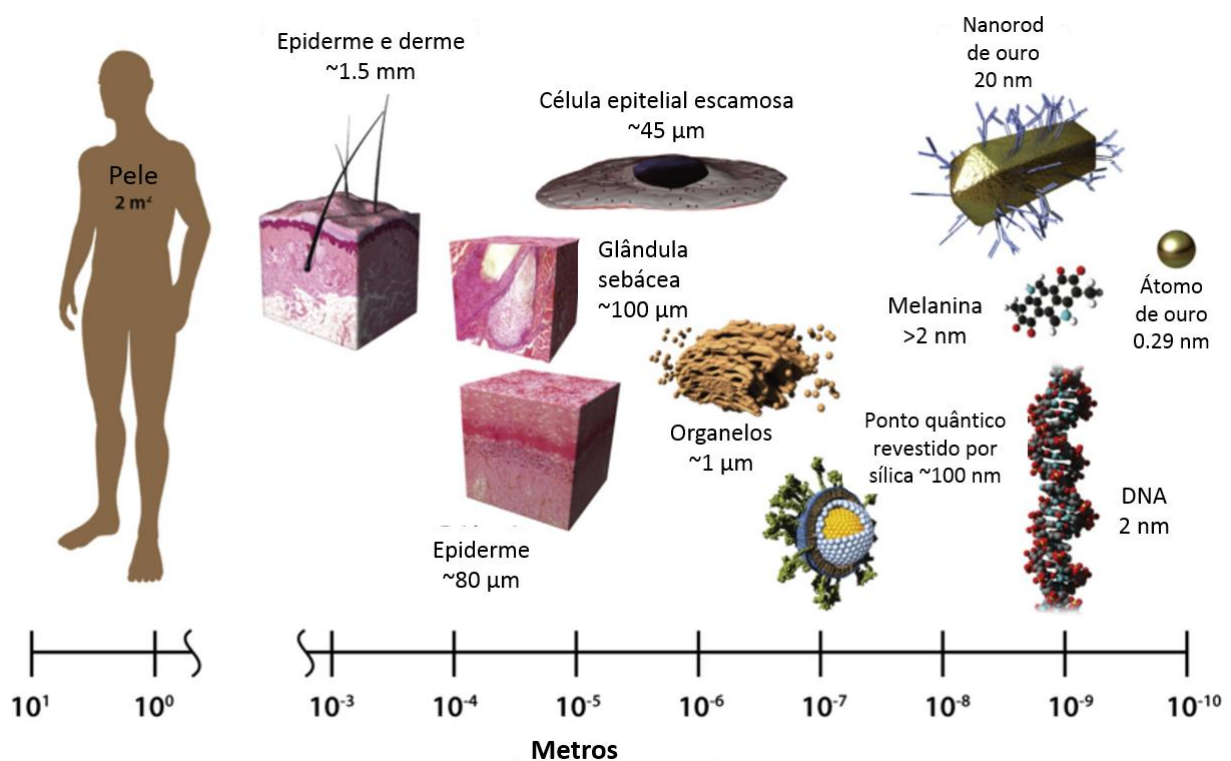 Epiderme e derme
~1.5 mm
Nanorod
de ouro
20 nm
Célula epitelial escamosa
~45 µm
Pele
2 m²
Glândula
sebácea
~100 µm
Melanina
>2 nm
Átomo
de ouro
0.29 nm
Organelos
~1 µm
Ponto quântico
revestido por
sílica ~100 nm
DNA
2 nm
Epiderme
~80 µm
10¹ 10⁰ 10⁻³ 10⁻⁴ 10⁻⁵ 10⁻⁶ 10⁻⁷ 10⁻⁸ 10⁻⁹ 10⁻¹⁰
Metros